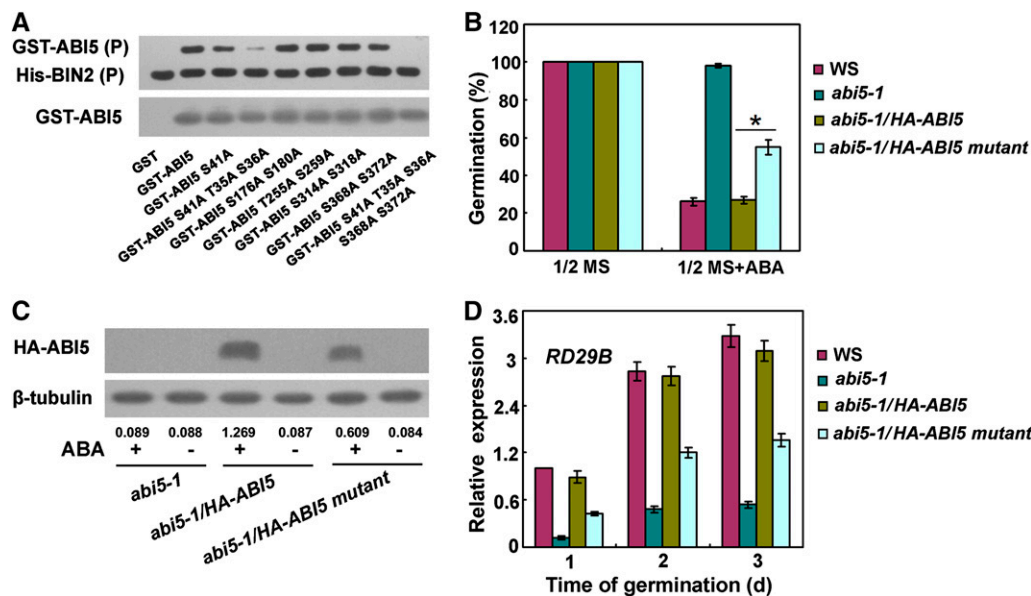 A
GST-ABI5 (P)
His-BIN2 (P)
GST-ABI5
GST
GST-ABI5
GST-ABI5 S41A
GST-ABI5 S41A T35A S36A
GST-ABI5 S176A S180A
GST-ABI5 T255A S259A
GST-ABI5 S314A S318A
GST-ABI5 S368A S372A
GST-ABI5 S41A T35A S36A
S368A S372A
B
Germination (%)
120
100
80
60
40
20
0
*
1/2 MS
1/2 MS+ABA
WS
abi5-1
abi5-1/HA-ABI5
abi5-1/HA-ABI5 mutant
C
HA-ABI5
β-tubulin
0.089 0.088 1.269 0.087 0.609 0.084
ABA + - + - + -
abi5-1
abi5-1/HA-ABI5
abi5-1/HA-ABI5 mutant
D
RD29B
Relative expression
3.6
3
2.4
1.2
0.6
0
1 2 3
Time of germination (d)
WS
abi5-1
abi5-1/HA-ABI5
abi5-1/HA-ABI5 mutant